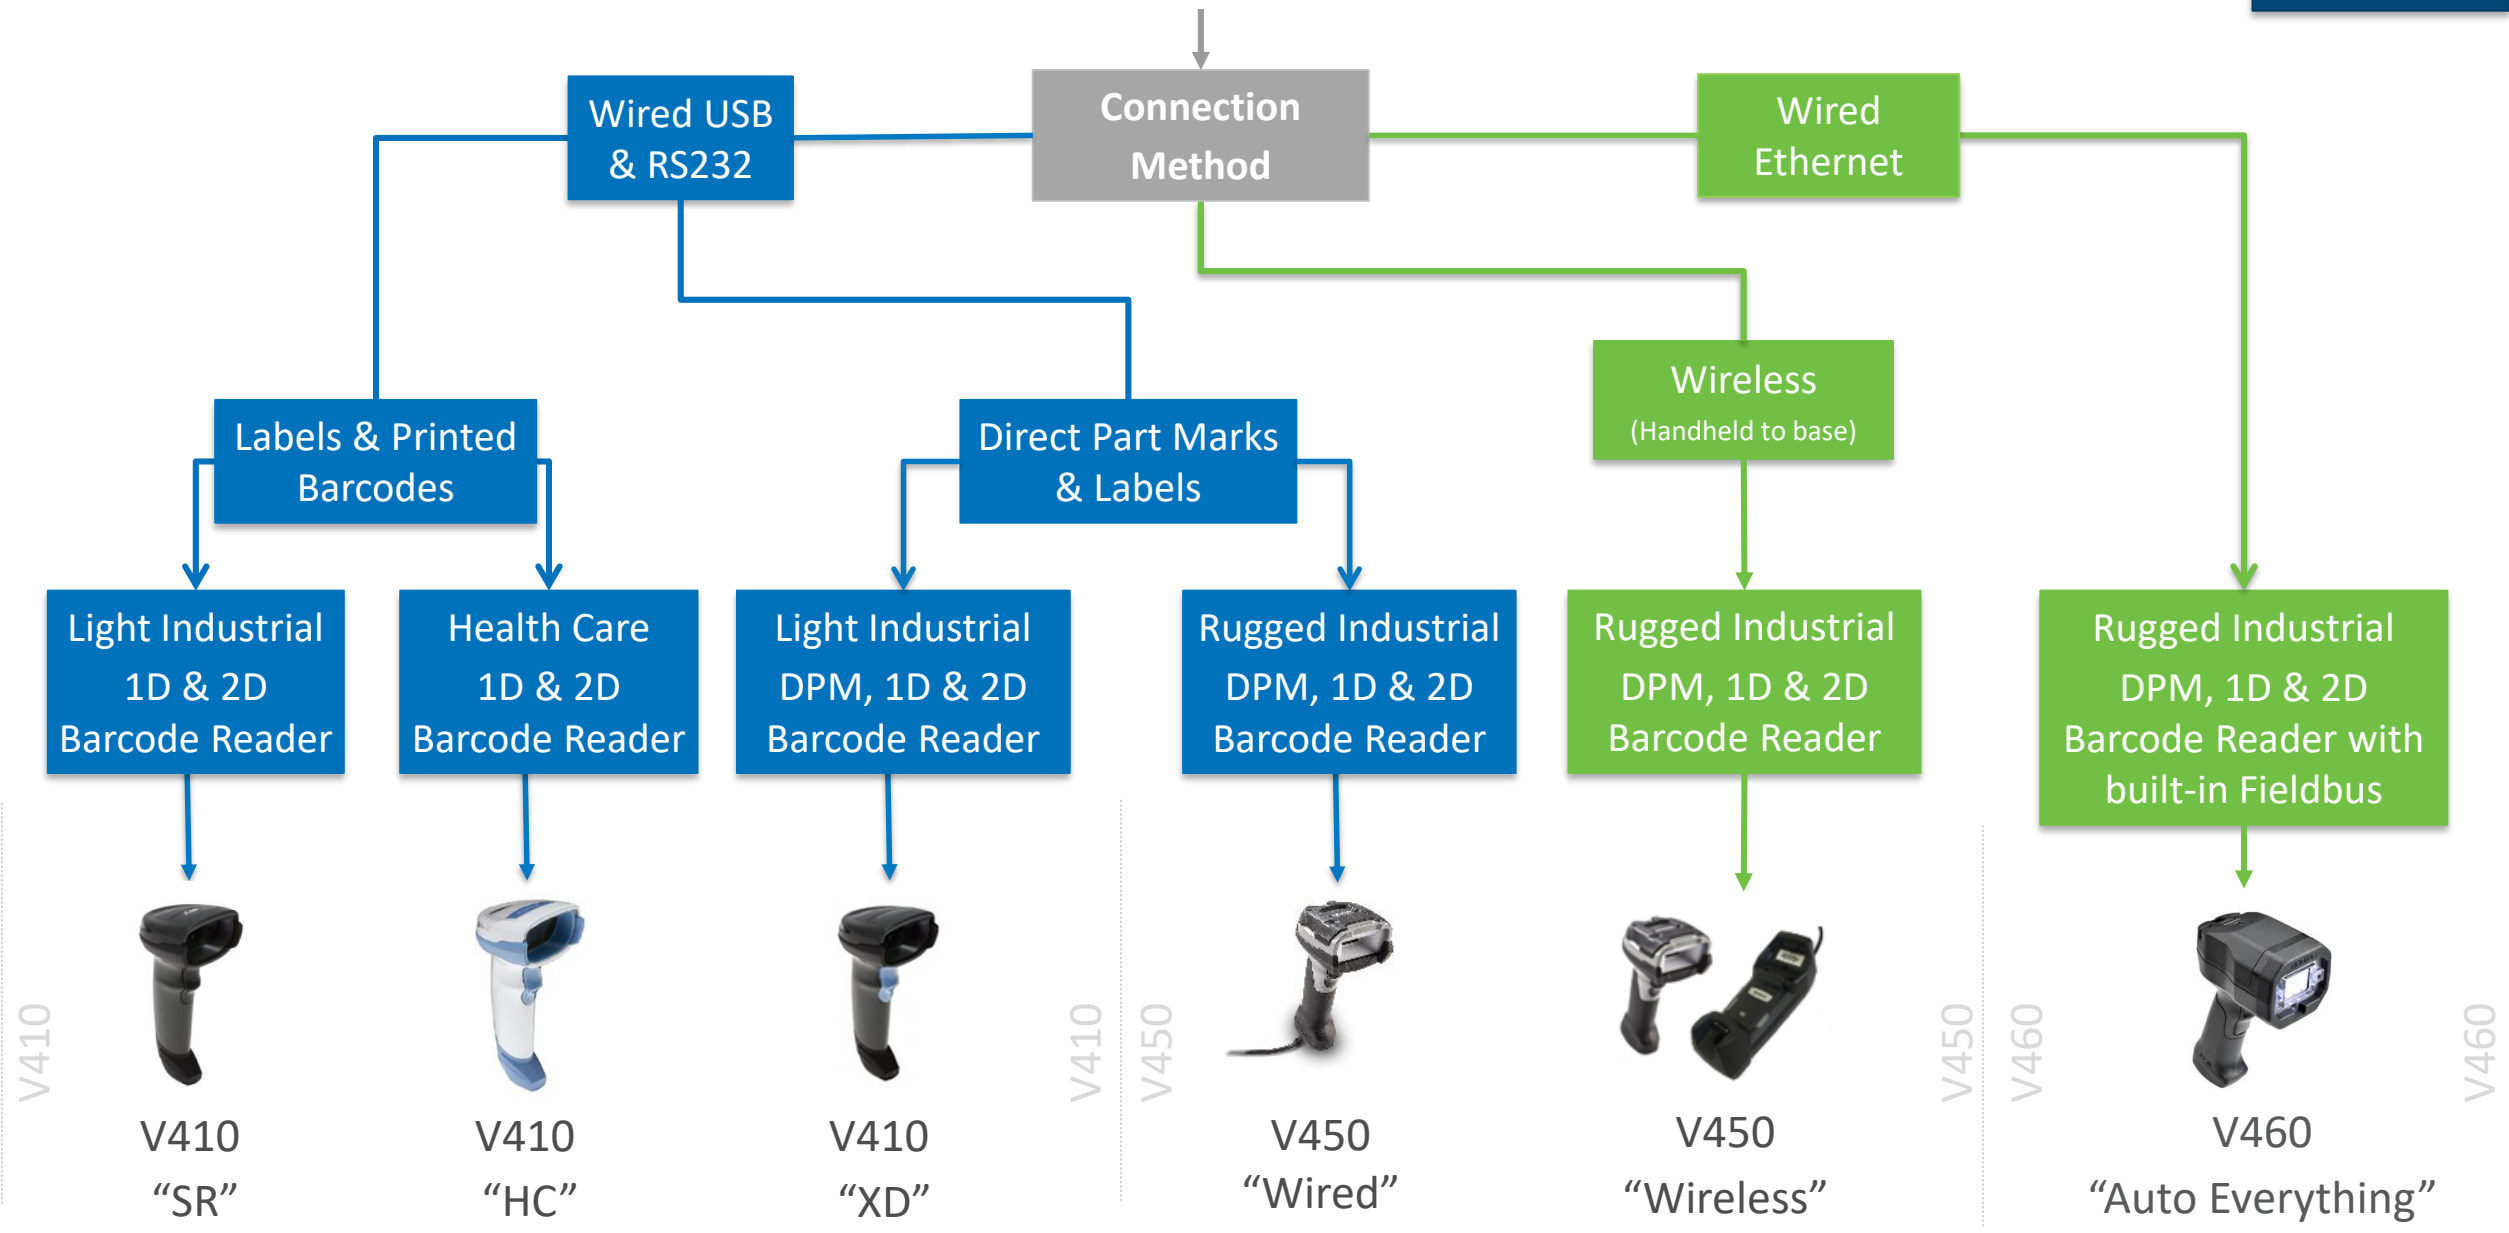 Connection
Method
Wired USB
& RS232
Wired
Ethernet
Wireless
(Handheld to base)
Labels & Printed
Barcodes
Direct Part Marks
& Labels
Light Industrial
1D & 2D
Barcode Reader
Health Care
1D & 2D
Barcode Reader
Light Industrial
DPM, 1D & 2D
Barcode Reader
Rugged Industrial
DPM, 1D & 2D
Barcode Reader
Rugged Industrial
DPM, 1D & 2D
Barcode Reader
Rugged Industrial
DPM, 1D & 2D
Barcode Reader with
built-in Fieldbus
V410
V410
V450
V450
V460
V460
V410
“SR”
V410
“HC”
V410
“XD”
V450
“Wired”
V450
“Wireless”
V460
“Auto Everything”